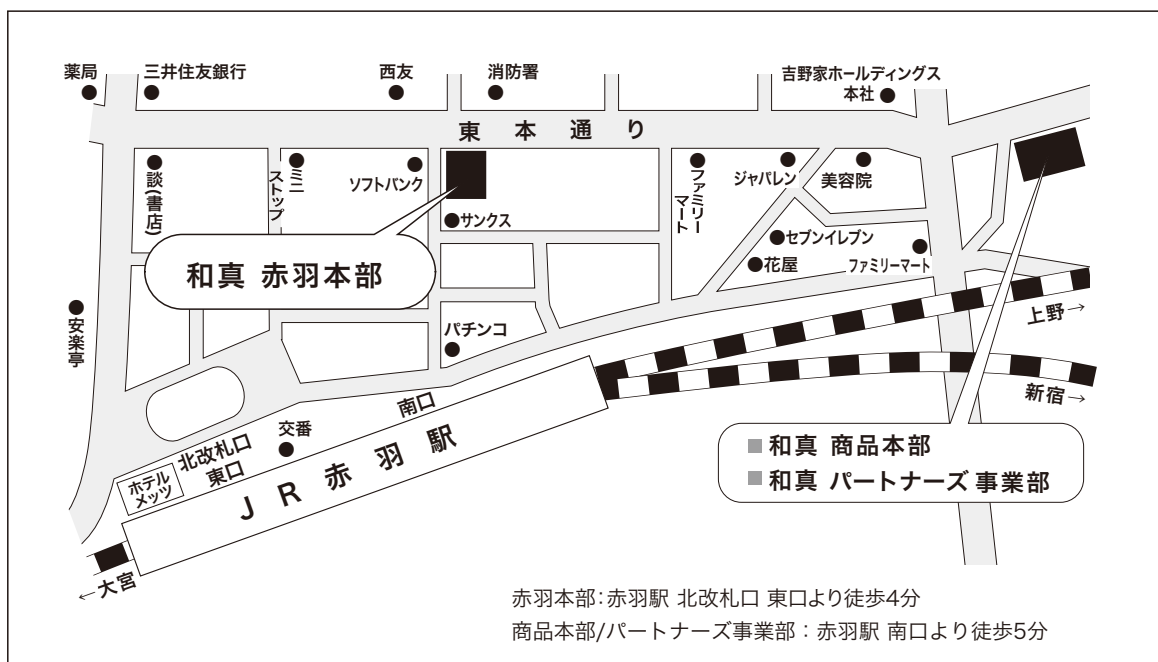 薬局
三井住友銀行
西友
消防署
吉野家ホールディングス
本社
東本通り
談(書店)
ミニ
ストップ
ソフトバンク
ファミリー
マート
ジャパレン
美容院
サンクス
セブンイレブン
花屋
ファミリーマート
和真 赤羽本部
安楽亭
パチンコ
上野→
新宿→
南口
交番
北改札口
東口
ホテル
メッツ
JR赤羽駅
←大宮
■和真 商品本部
■和真 パートナーズ 事業部
赤羽本部:赤羽駅 北改札口 東口より徒歩4分
商品本部/パートナーズ事業部：赤羽駅 南口より徒歩5分